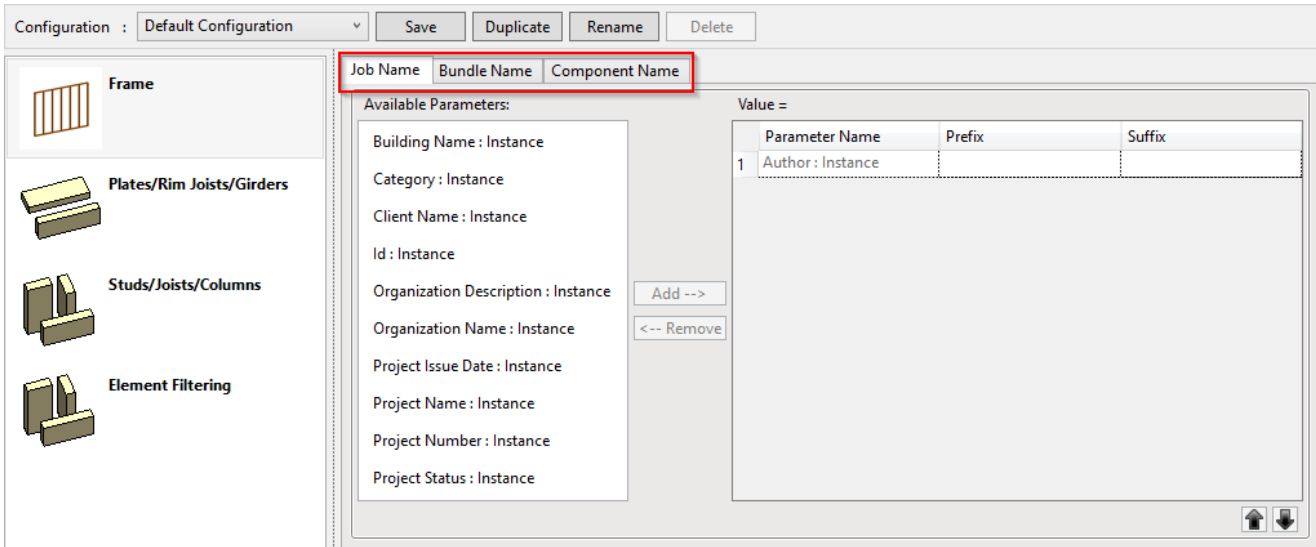 Configuration : Default Configuration Save Duplicate Rename Delete
Frame
Plates/Rim Joists/Girders
Studs/Joists/Columns
Element Filtering
Job Name Bundle Name Component Name
Available Parameters:
Building Name : Instance
Category : Instance
Client Name : Instance
Id : Instance
Organization Description : Instance
Organization Name : Instance
Project Issue Date : Instance
Project Name : Instance
Project Number : Instance
Project Status : Instance
Add -->
<-- Remove
Value =
Parameter Name Prefix Suffix
1 Author : Instance